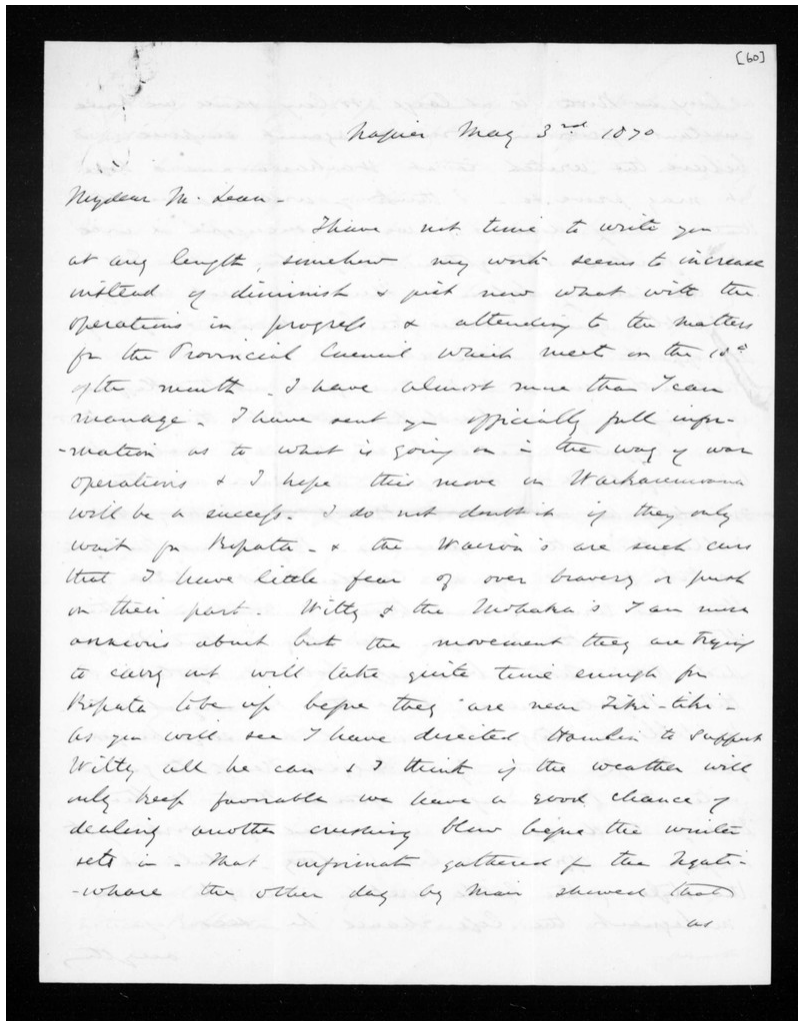 [60]
Napier May 3rd 1870
My dear McLean -
I have not time to write you
at any length, somehow my work seems to increase
instead of diminish & just now what with the
operations in progress & attending to the matters
for the Provincial Council which meet on the 10th
of the month - I have almost more than I can
manage - I have sent you officially full infor-
-mation as to what is going on in the way of war
operations & I hope this move in Waikaremoana
will be a success - I do not doubt it if they only
wait for Ropata - & the Wairoa's are such curs
that I have little fear of over bravery or push
on their part. Witty & the Mohaka's I am more
anxious about but the movement they are trying
to carry out will take quite time enough for
Ropata to be up before they are near Tiki-tiki -
As you will see I have directed Hamlin to support
Witty all he can & I think if the weather will
only keep favorable we have a good chance of
dealing another crushing blow before the winter
sets in - That informatn gathered fr the Ngati-
-whare the other day by Mair shewed that
as